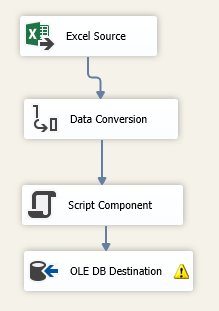 Excel Source
Data Conversion
Script Component
OLE DB Destination